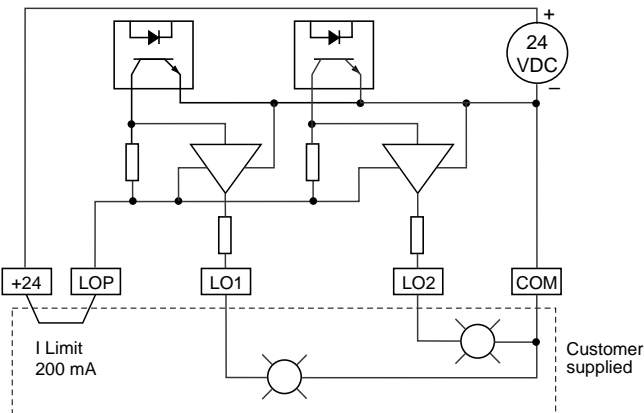 +
24
VDC
–
+24
LOP
LO1
LO2
COM
I Limit
200 mA
Customer
supplied